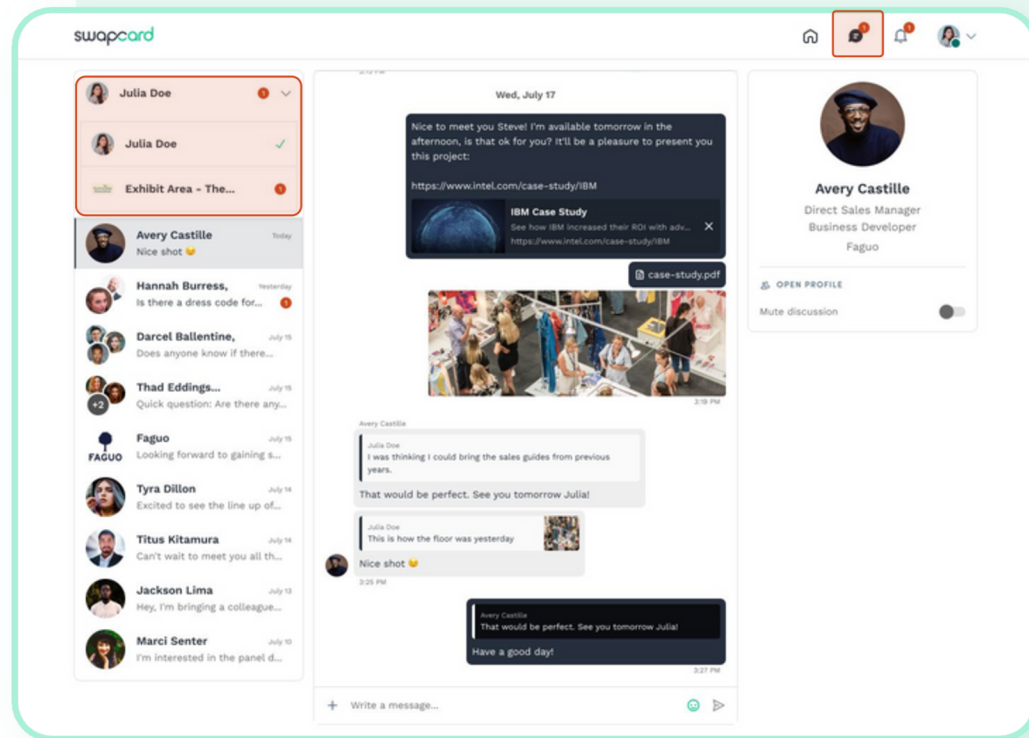 swapcard
1
1
Julia Doe
1
Julia Doe
Exhibit Area - The...
1
Avery Castille
Today
Nice shot 😉
Hannah Burress,
Yesterday
Is there a dress code for...
1
Darcel Ballentine,
July 15
Does anyone know if there...
Thad Eddings...
July 15
+2
Quick question: Are there any...
Faguo
July 15
FAGUO
Looking forward to gaining s...
Tyra Dillon
July 14
Excited to see the line up of...
Titus Kitamura
July 14
Can't wait to meet you all th...
Jackson Lima
July 13
Hey, I'm bringing a colleague...
Marci Senter
July 10
I'm interested in the panel d...
Wed, July 17
Nice to meet you Steve! I'm available tomorrow in the
afternoon, is that ok for you? It'll be a pleasure to present you
this project:
https://www.intel.com/case-study/IBM
IBM Case Study
See how IBM increased their ROI with adv...
https://www.intel.com/case-study/IBM
case-study.pdf
3:19 PM
Avery Castille
Julia Doe
I was thinking I could bring the sales guides from previous
years.
That would be perfect. See you tomorrow Julia!
Julia Doe
This is how the floor was yesterday
Nice shot 😉
3:25 PM
Avery Castille
That would be perfect. See you tomorrow Julia!
Have a good day!
3:27 PM
Write a message...
Avery Castille
Direct Sales Manager
Business Developer
Faguo
OPEN PROFILE
Mute discussion